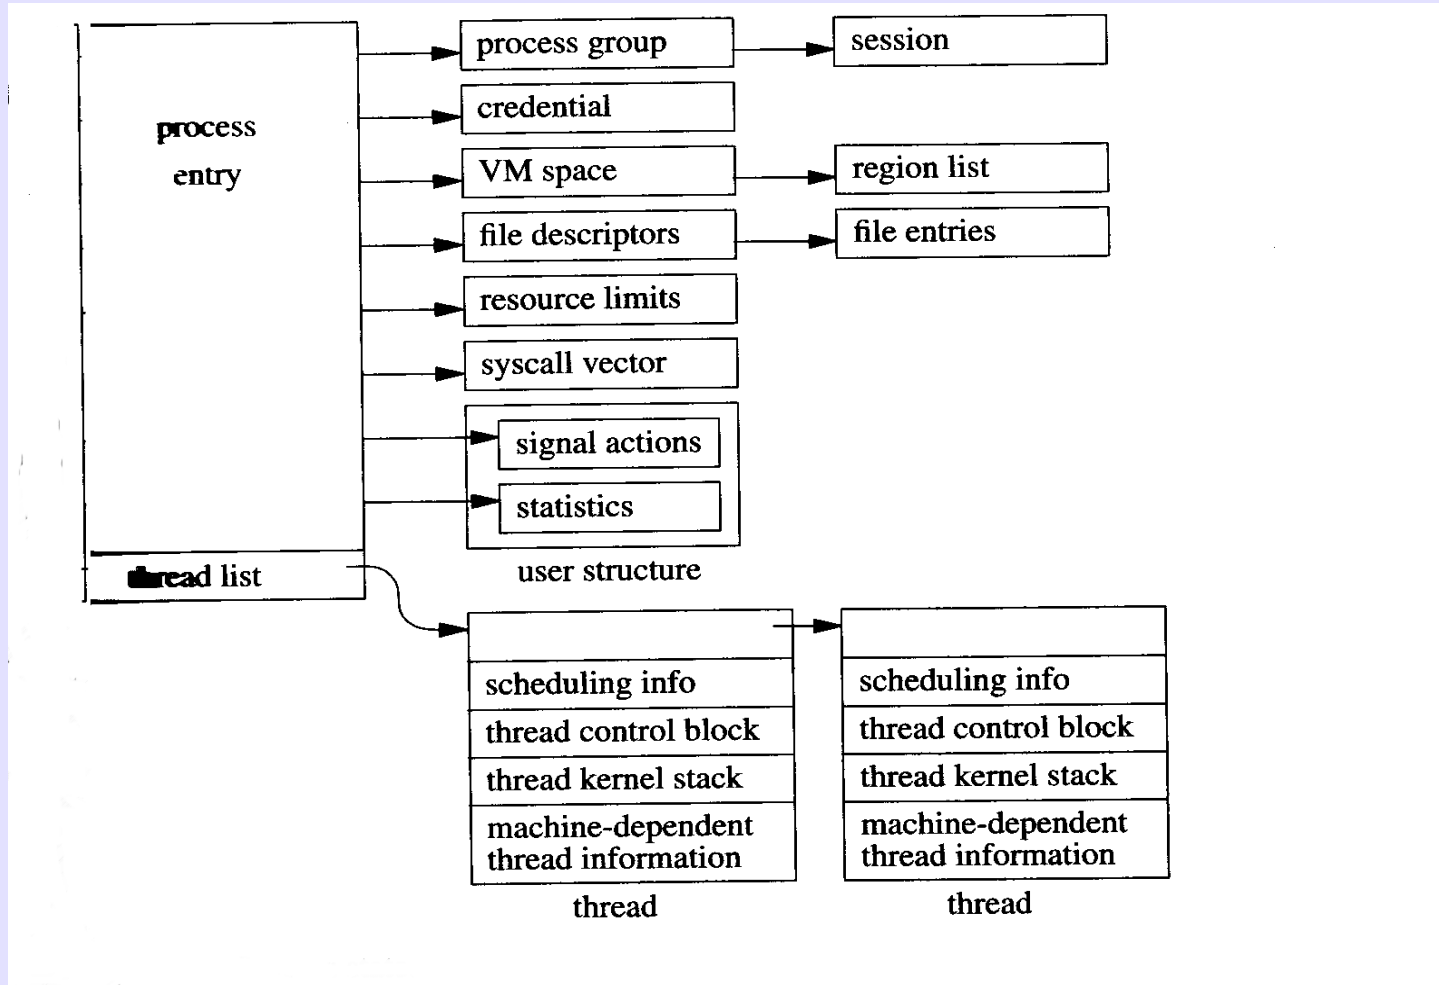 process group
session
credential
process
entry
VM space
region list
file descriptors
file entries
resource limits
syscall vector
signal actions
statistics
user structure
thread list
scheduling info
thread control block
thread kernel stack
machine-dependent
thread information
thread
scheduling info
thread control block
thread kernel stack
machine-dependent
thread information
thread